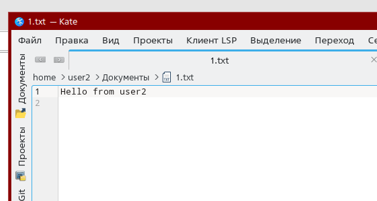 1.txt — Kate
Файл Правка Вид Проекты Клиент LSP Выделение Переход Се
1.txt
home user2 Документы 1.txt
1 Hello from user2
2
Документы
Проекты
Git